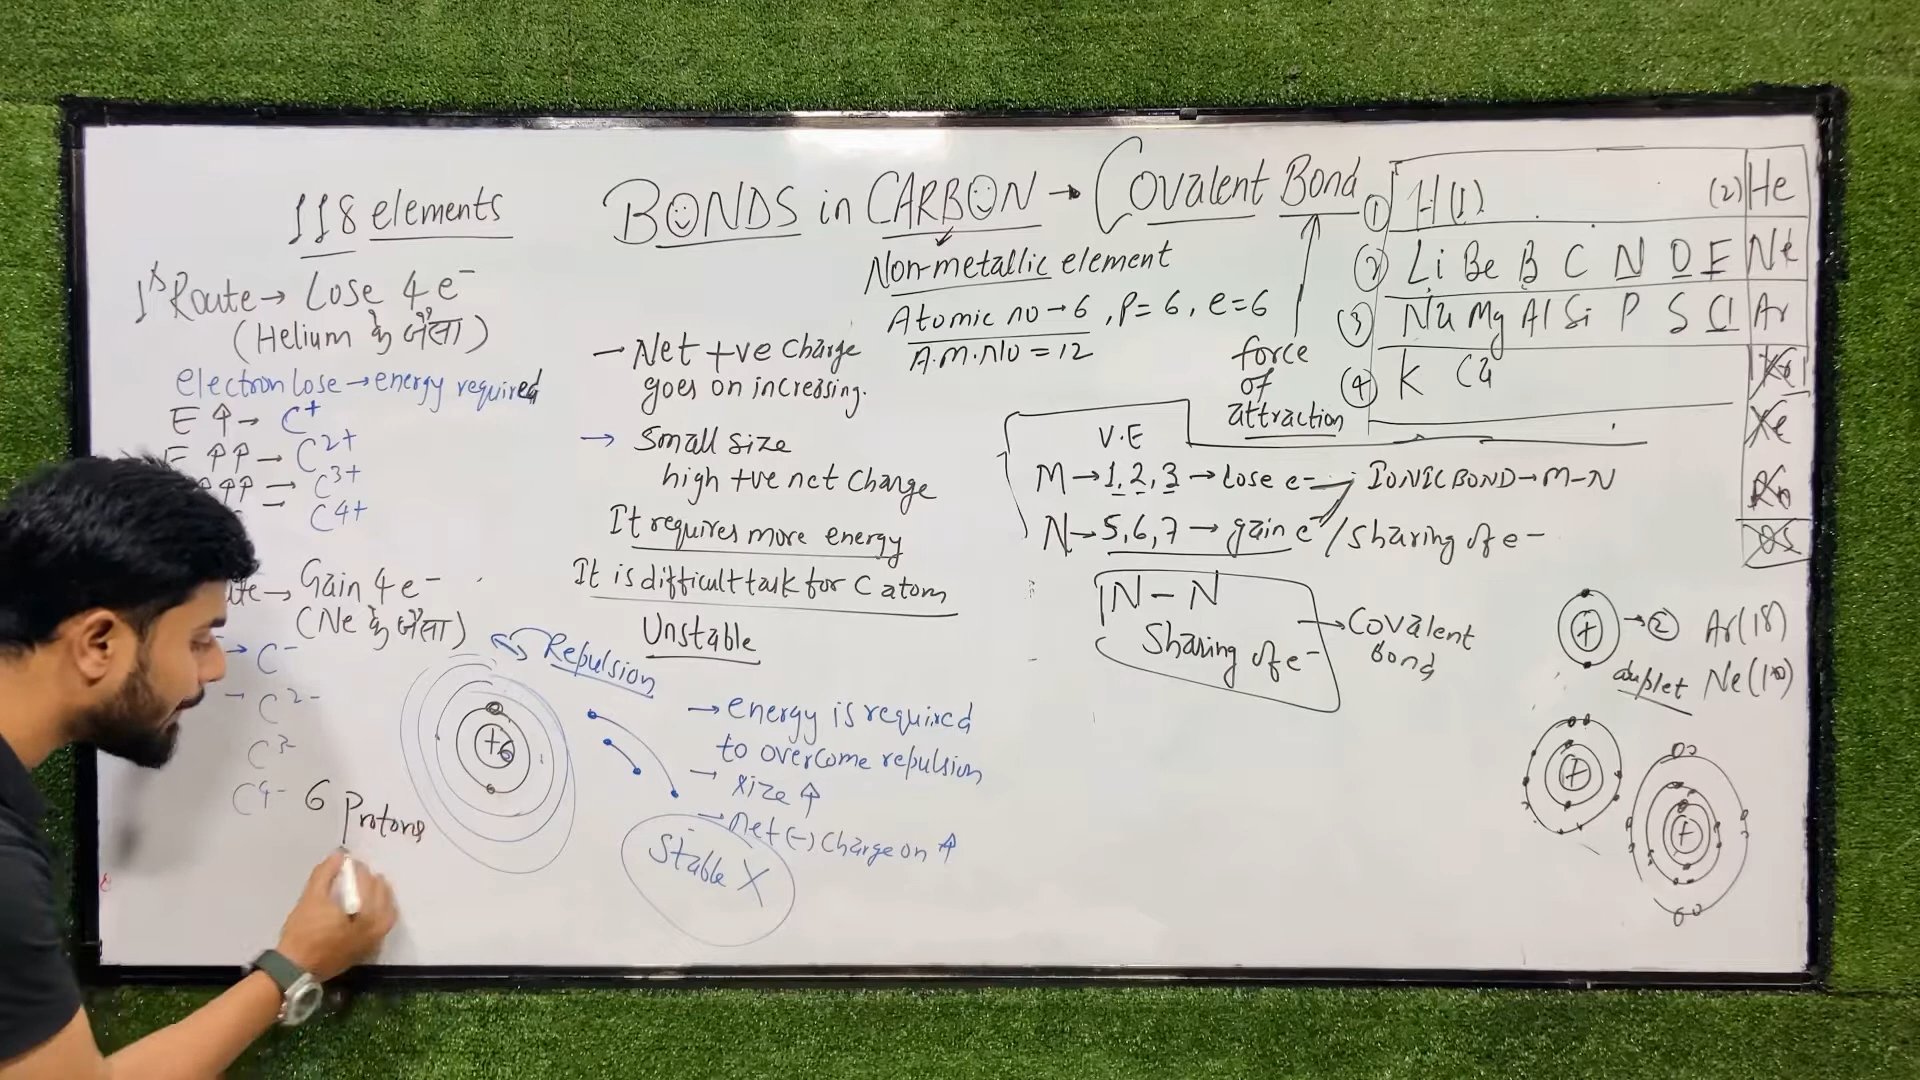 118 elements
1st Route → Lose 4e-
(Helium के जैसा)
electron lose → energy required
E ↑ → C+
E ↑↑ → C2+
↑↑↑ → C3+
→ C4+
→ Gain 4e-
(Ne के जैसा)
→ C-
→ C2-
C3-
C4- 6 Protons
BONDS in CARBON → Covalent Bond
Non-metallic element
Atomic no → 6, P = 6, e = 6
A.M.No = 12
→ Net +ve charge
goes on increasing.
→ Small size
high +ve net charge
It requires more energy
It is difficult task for C atom
Unstable
Repulsion
+6
→ energy is required
to overcome repulsion
→ size ↑
→ net (-) charge on ↑
Stable X
force
of
attraction
V.E
M → 1, 2, 3 → Lose e- IONIC BOND → M-N
N → 5, 6, 7 → gain e- / sharing of e-
N - N
Sharing of e-
→ Covalent
Bond
① H(1) (2) He
② Li Be B C N O F Ne
③ Na Mg Al Si P S Cl Ar
④ K Ca Kr
Xe
Rn
Os
+ → ② Ar(18)
duplet Ne(10)
+
+